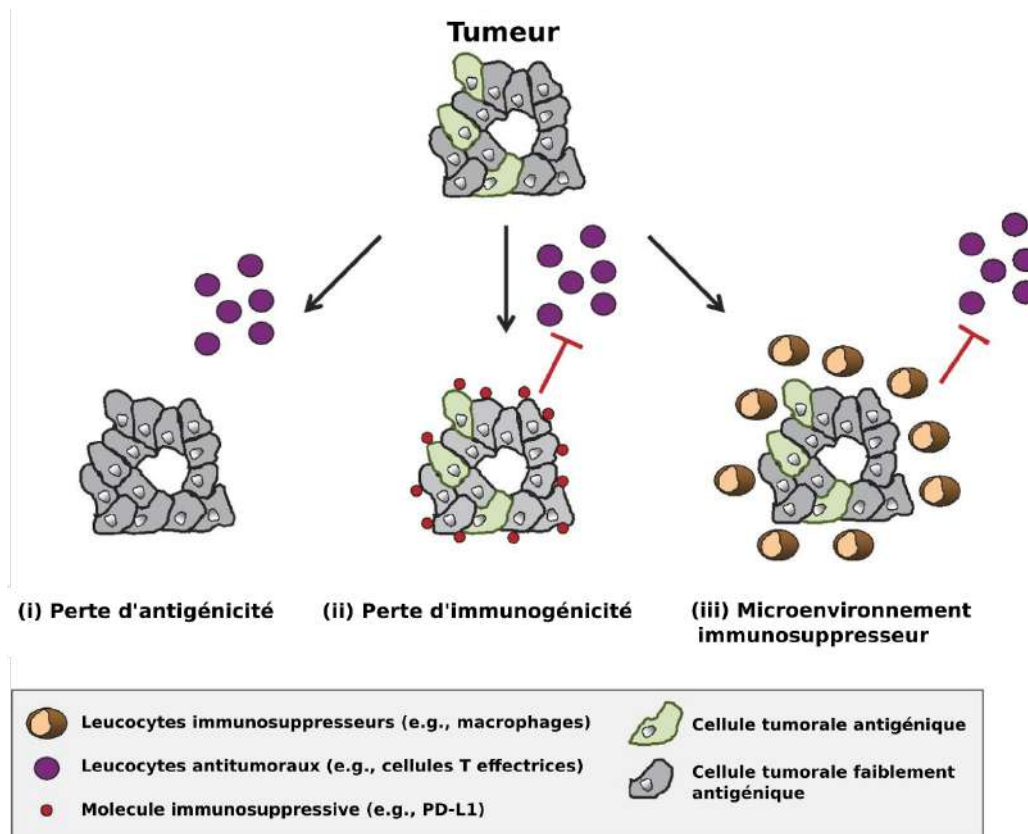 Tumeur
(i) Perte d'antigénicité
(ii) Perte d'immunogénicité
(iii) Microenvironnement
immunosuppresseur
Leucocytes immunosuppresseurs (e.g., macrophages)
Leucocytes antitumoraux (e.g., cellules T effectrices)
Molécule immunosuppressive (e.g., PD-L1)
Cellule tumorale antigénique
Cellule tumorale faiblement
antigénique